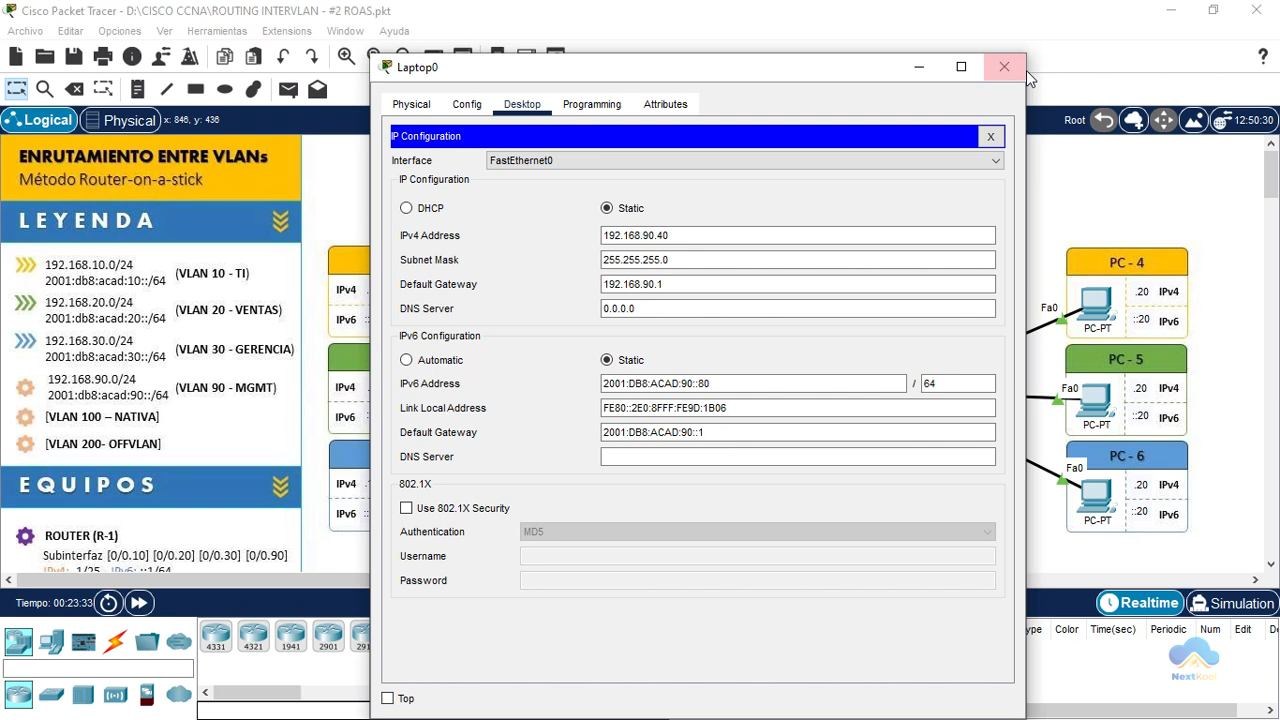 Cisco Packet Tracer - D:\CISCO CCNA\ROUTING INTERVLAN - #2 ROAS.pkt
Archivo Editar Opciones Ver Herramientas Extensions Window Ayuda
Logical Physical x: 846, y: 436
Root 12:50:30
ENRUTAMIENTO ENTRE VLANs
Método Router-on-a-stick
LEYENDA
192.168.10.0/24
2001:db8:acad:10::/64 (VLAN 10 - TI)
192.168.20.0/24
2001:db8:acad:20::/64 (VLAN 20 - VENTAS)
192.168.30.0/24
2001:db8:acad:30::/64 (VLAN 30 - GERENCIA)
192.168.90.0/24
2001:db8:acad:90::/64 (VLAN 90 - MGMT)
[VLAN 100 – NATIVA]
[VLAN 200- OFFVLAN]
EQUIPOS
ROUTER (R-1)
Subinterfaz [0/0.10] [0/0.20] [0/0.30] [0/0.90]
IPv4
IPv6
IPv4
IPv6
IPv4
IPv6
Laptop0
Physical Config Desktop Programming Attributes
IP Configuration X
Interface FastEthernet0
IP Configuration
DHCP Static
IPv4 Address 192.168.90.40
Subnet Mask 255.255.255.0
Default Gateway 192.168.90.1
DNS Server 0.0.0.0
IPv6 Configuration
Automatic Static
IPv6 Address 2001:DB8:ACAD:90::80 / 64
Link Local Address FE80::2E0:8FFF:FE9D:1B06
Default Gateway 2001:DB8:ACAD:90::1
DNS Server
802.1X
Use 802.1X Security
Authentication MD5
Username
Password
Top
PC - 4
Fa0 .20 IPv4
PC-PT ::20 IPv6
PC - 5
Fa0 .20 IPv4
PC-PT ::20 IPv6
PC - 6
Fa0 .20 IPv4
PC-PT ::20 IPv6
Tiempo: 00:23:33
Realtime Simulation
4331 4321 1941 2901
Color Time(sec) Periodic Num Edit
NextKool